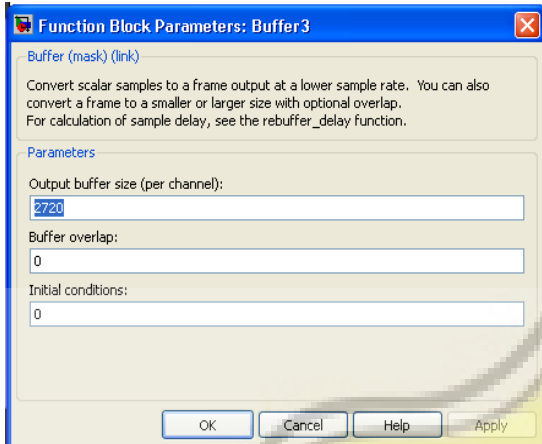 Function Block Parameters: Buffer3
Buffer (mask) (link)
Convert scalar samples to a frame output at a lower sample rate. You can also
convert a frame to a smaller or larger size with optional overlap.
For calculation of sample delay, see the rebuffer_delay function.
Parameters
Output buffer size (per channel):
2720
Buffer overlap:
0
Initial conditions:
0
OK Cancel Help Apply